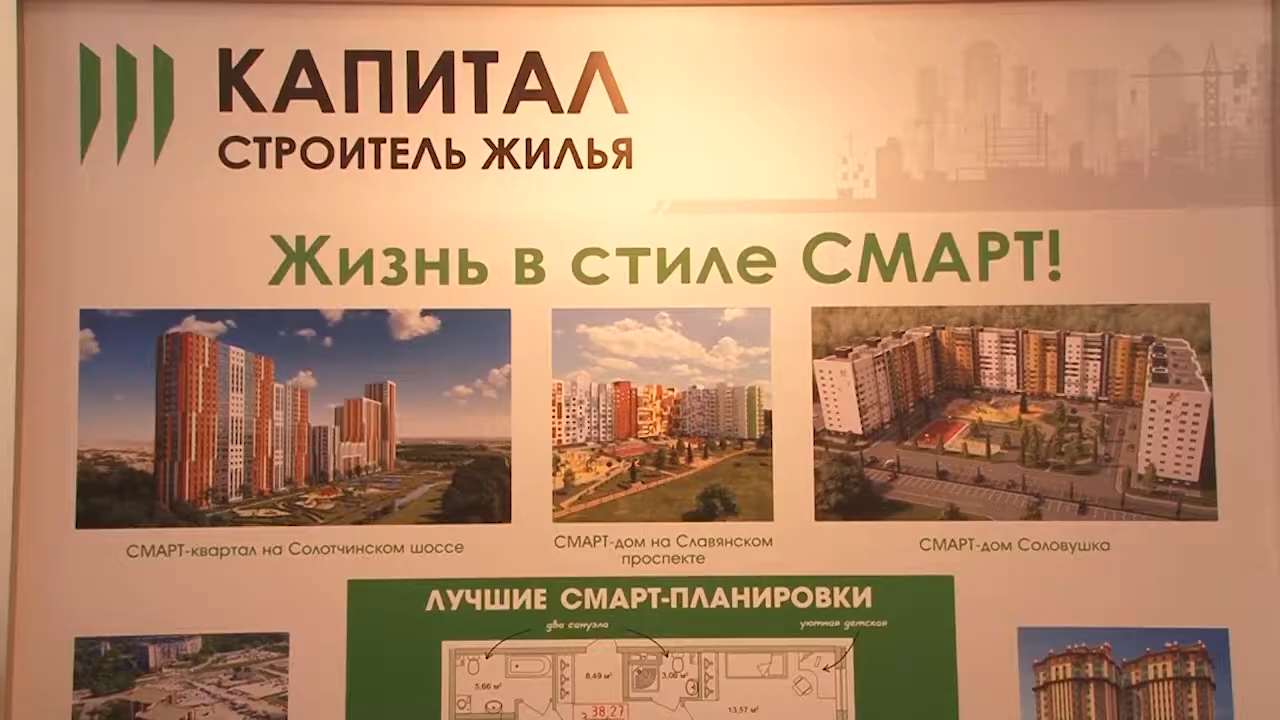 КАПИТАЛ
СТРОИТЕЛЬ ЖИЛЬЯ
Жизнь в стиле СМАРТ!
СМАРТ-квартал на Солотчинском шоссе
СМАРТ-дом на Славянском
проспекте
СМАРТ-дом Соловушка
ЛУЧШИЕ СМАРТ-ПЛАНИРОВКИ
два санузла
уютная детская
5,66 м²
8,49 м²
3,06 м²
13,57 м²
38,27